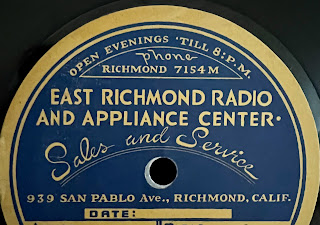 OPEN EVENINGS 'TILL 8:P.M.
phone
RICHMOND 7154M
EAST RICHMOND RADIO
AND APPLIANCE CENTER·
Sales and Service
939 SAN PABLO Ave., RICHMOND, CALIF.
DATE: